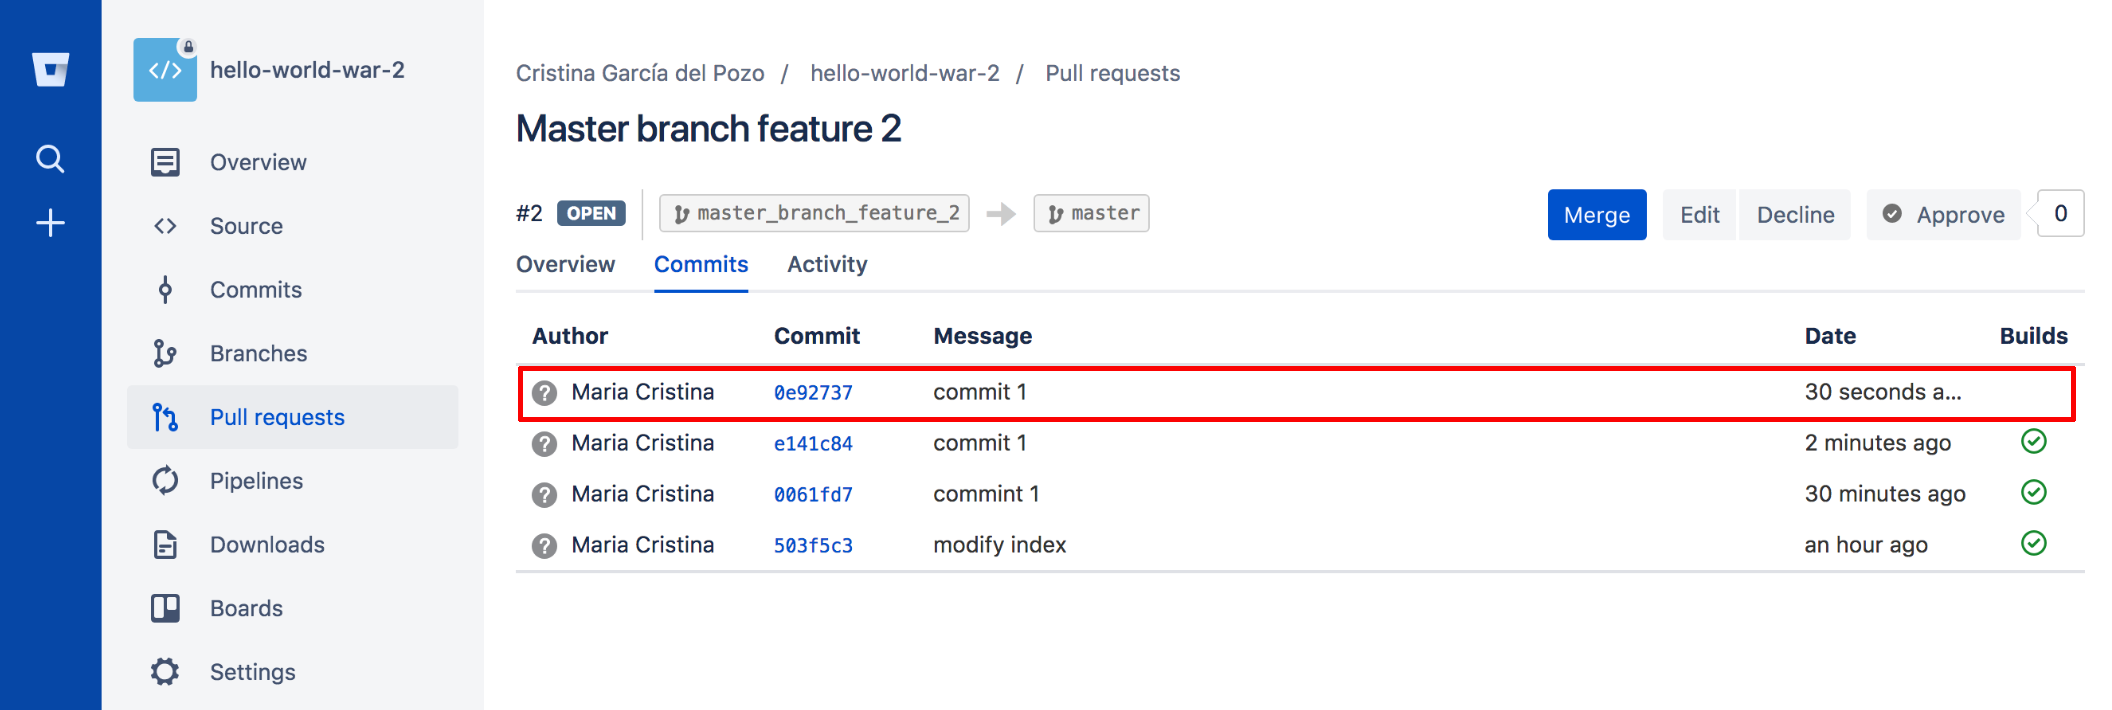 hello-world-war-2
Overview
Source
Commits
Branches
Pull requests
Pipelines
Downloads
Boards
Settings
Cristina García del Pozo / hello-world-war-2 / Pull requests
Master branch feature 2
#2 OPEN master_branch_feature_2 master Merge Edit Decline Approve 0
Overview Commits Activity
Author Commit Message Date Builds
Maria Cristina 0e92737 commit 1 30 seconds a...
Maria Cristina e141c84 commit 1 2 minutes ago
Maria Cristina 0061fd7 commint 1 30 minutes ago
Maria Cristina 503f5c3 modify index an hour ago